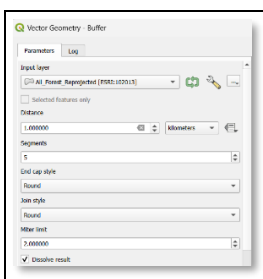 Vector Geometry - Buffer
Parameters Log
Input layer
All_Forest_Reprojected [ESRI:102013]
Selected features only
Distance
1.000000 kilometers
Segments
5
End cap style
Round
Join style
Round
Miter limit
2.000000
Dissolve result